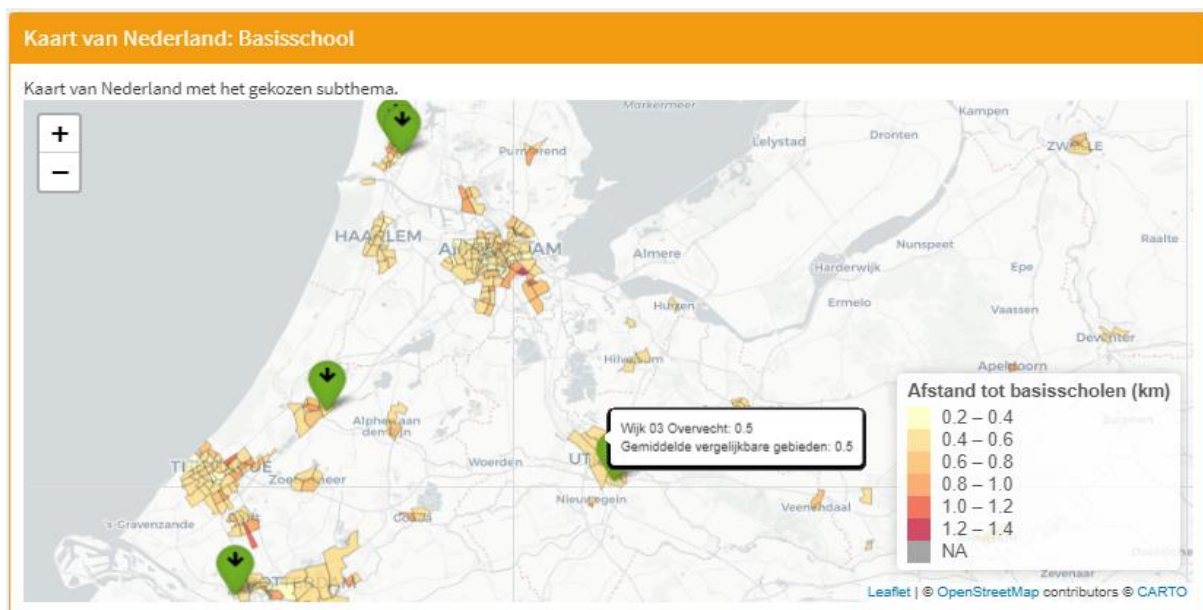 Kaart van Nederland: Basisschool
Kaart van Nederland met het gekozen subthema.
+
−
Markermeer
Kampen
Lelystad
Dronten
ZWOLLE
Purmerend
HAARLEM
AMSTERDAM
Almere
Nunspeet
Raalte
Harderwijk
Epe
Huizen
Ermelo
Vaassen
Deventer
Hilversum
Apeldoorn
Afstand tot basisscholen (km)
0.2 – 0.4
0.4 – 0.6
0.6 – 0.8
0.8 – 1.0
1.0 – 1.2
1.2 – 1.4
NA
Wijk 03 Overvecht: 0.5
Gemiddelde vergelijkbare gebieden: 0.5
Alphen aan
den Rijn
Woerden
Nieuwegein
Veenendaal
Zoetermeer
's-Gravenzande
Gouda
Zevenaar
Leaflet | © OpenStreetMap contributors © CARTO